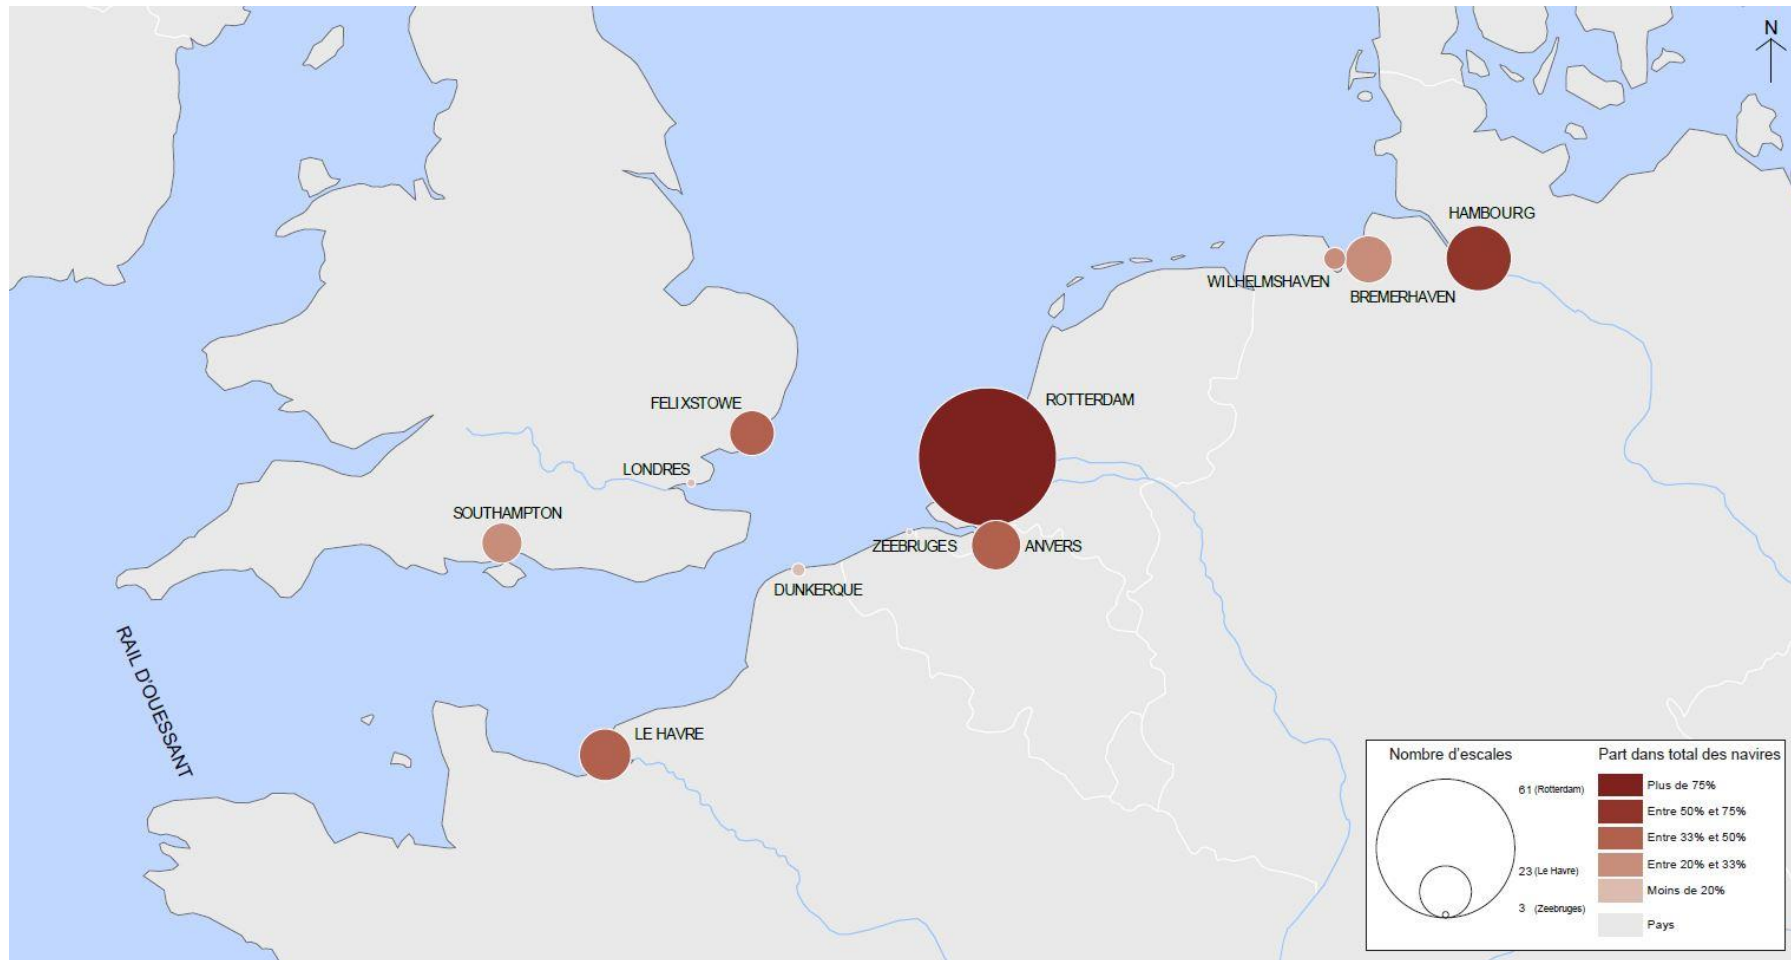 N
HAMBOURG
WILHELMSHAVEN
BREMERHAVEN
ROTTERDAM
FELIXSTOWE
LONDRES
SOUTHAMPTON
ZEEBRUGES
ANVERS
DUNKERQUE
RAIL D'OUESSANT
LE HAVRE
Nombre d'escales
61 (Rotterdam)
23 (Le Havre)
3 (Zeebruges)
Part dans total des navires
Plus de 75%
Entre 50% et 75%
Entre 33% et 50%
Entre 20% et 33%
Moins de 20%
Pays